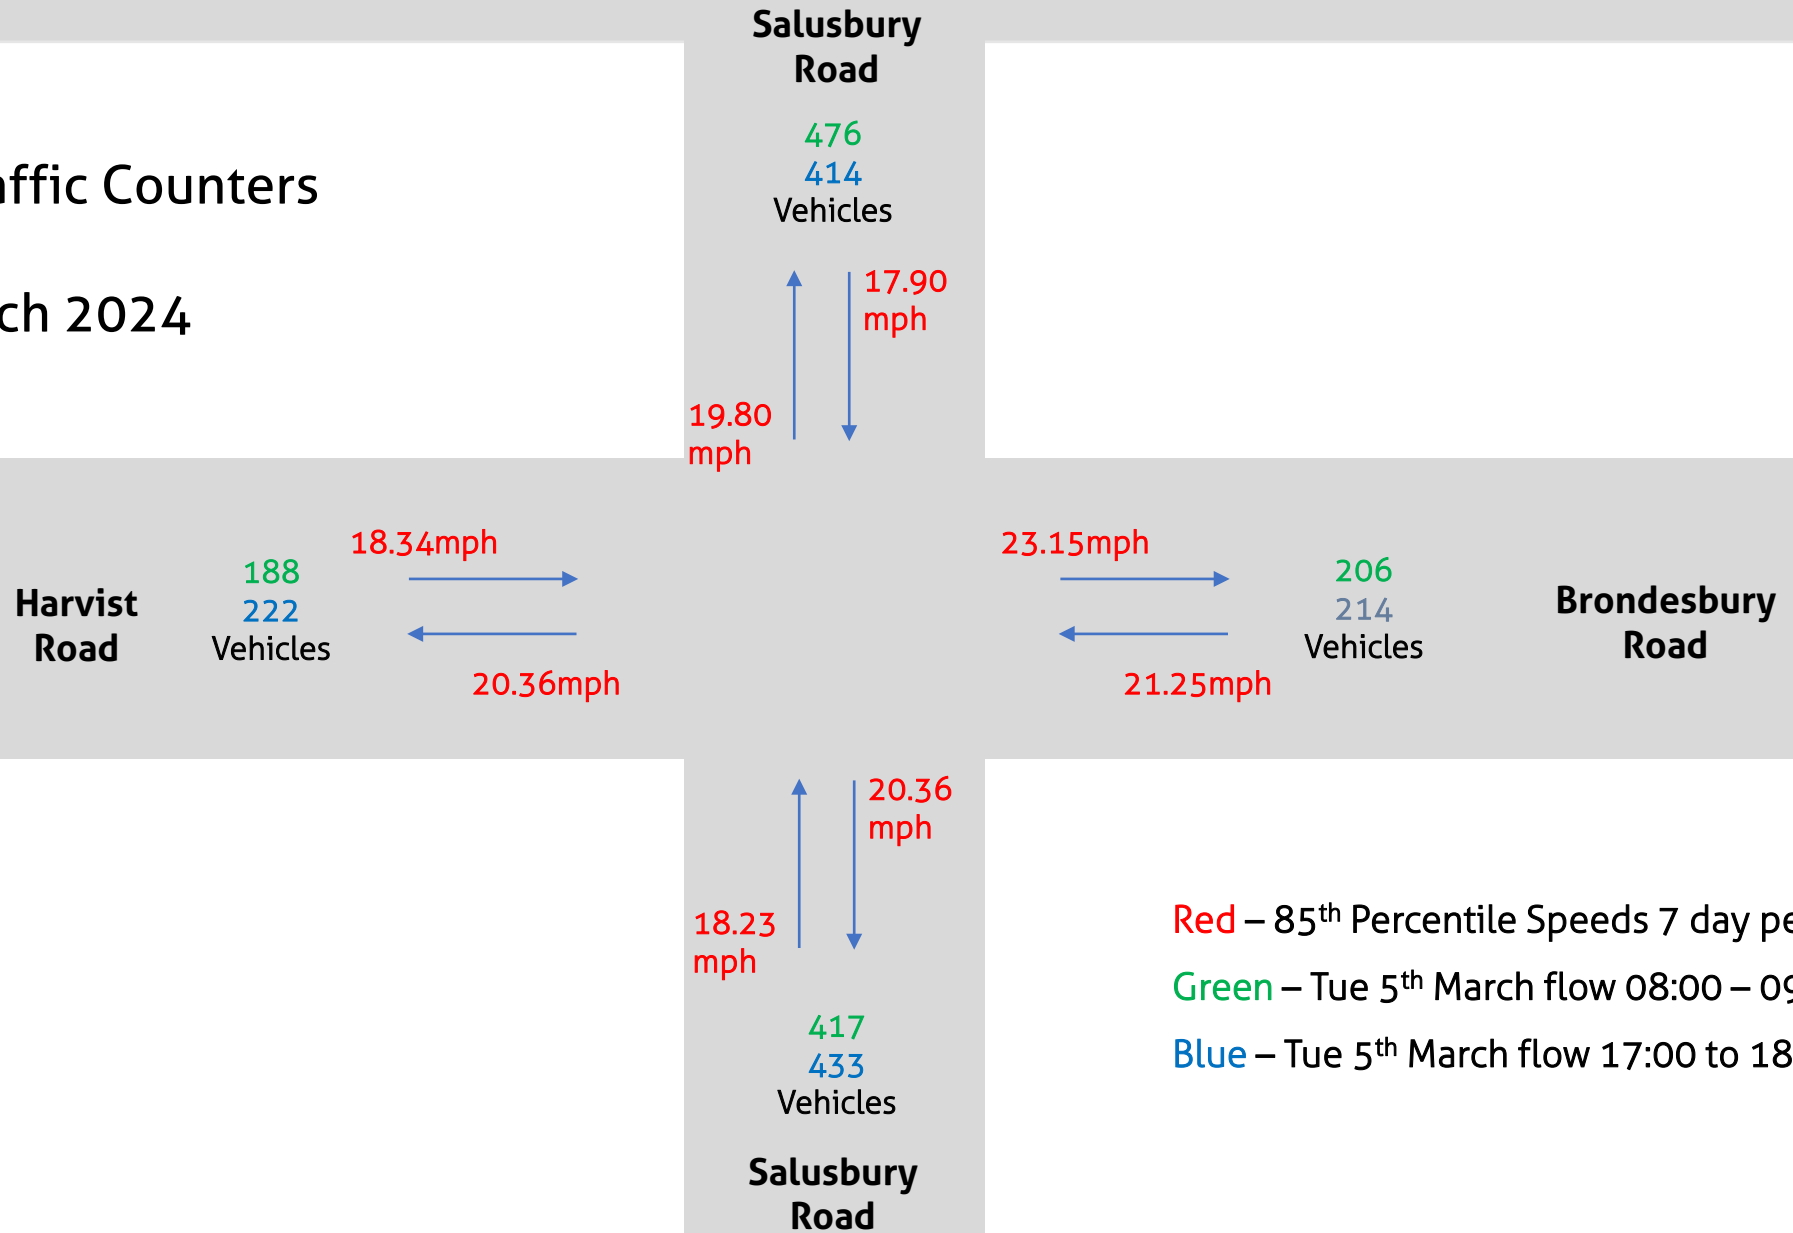 Salusbury
Road
476
414
Vehicles
affic Counters
ch 2024
17.90
mph
19.80
mph
18.34mph
23.15mph
188
222
Vehicles
206
214
Vehicles
Harvist
Road
Brondesbury
Road
20.36mph
21.25mph
20.36
mph
18.23
mph
Red – 85th Percentile Speeds 7 day pe
Green – Tue 5th March flow 08:00 – 09
Blue – Tue 5th March flow 17:00 to 18
417
433
Vehicles
Salusbury
Road